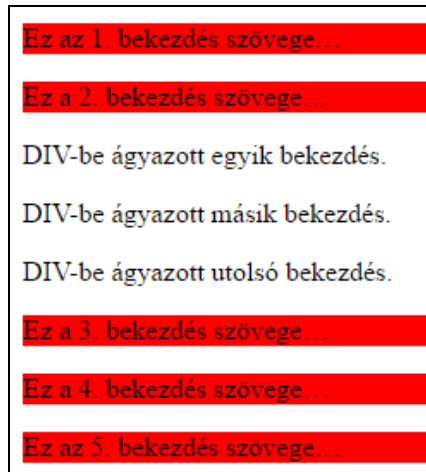 Ez az 1. bekezdés szövege…
Ez a 2. bekezdés szövege…
DIV-be ágyazott egyik bekezdés.
DIV-be ágyazott másik bekezdés.
DIV-be ágyazott utolsó bekezdés.
Ez a 3. bekezdés szövege…
Ez a 4. bekezdés szövege…
Ez az 5. bekezdés szövege…